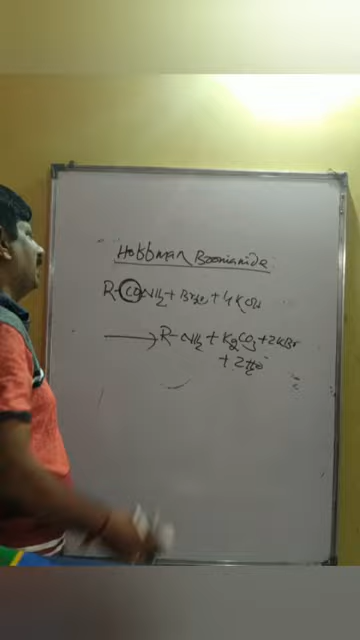 Hoffman Bromamide
R-CONH2 + Br2 + 4KOH
⟶ R-NH2 + K2CO3 + 2KBr
+ 2H2O